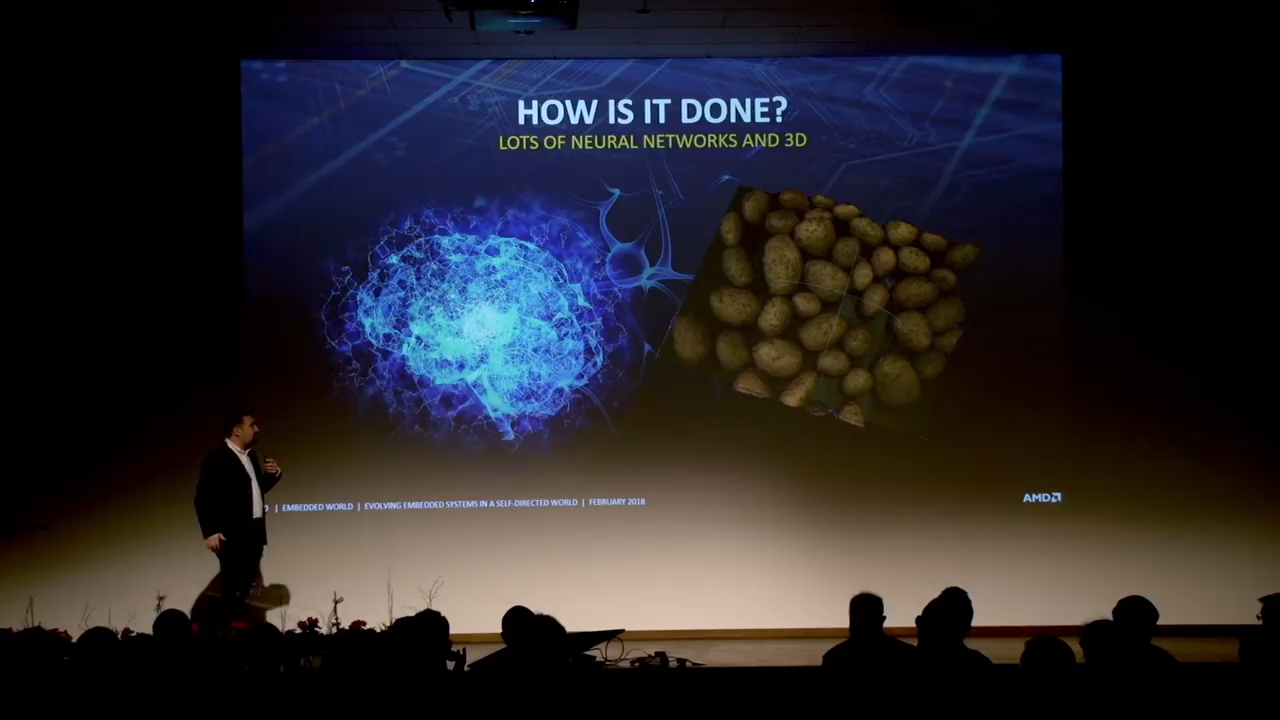 HOW IS IT DONE?
LOTS OF NEURAL NETWORKS AND 3D
| EMBEDDED WORLD | EVOLVING EMBEDDED SYSTEMS IN A SELF-DIRECTED WORLD | FEBRUARY 2018
AMD